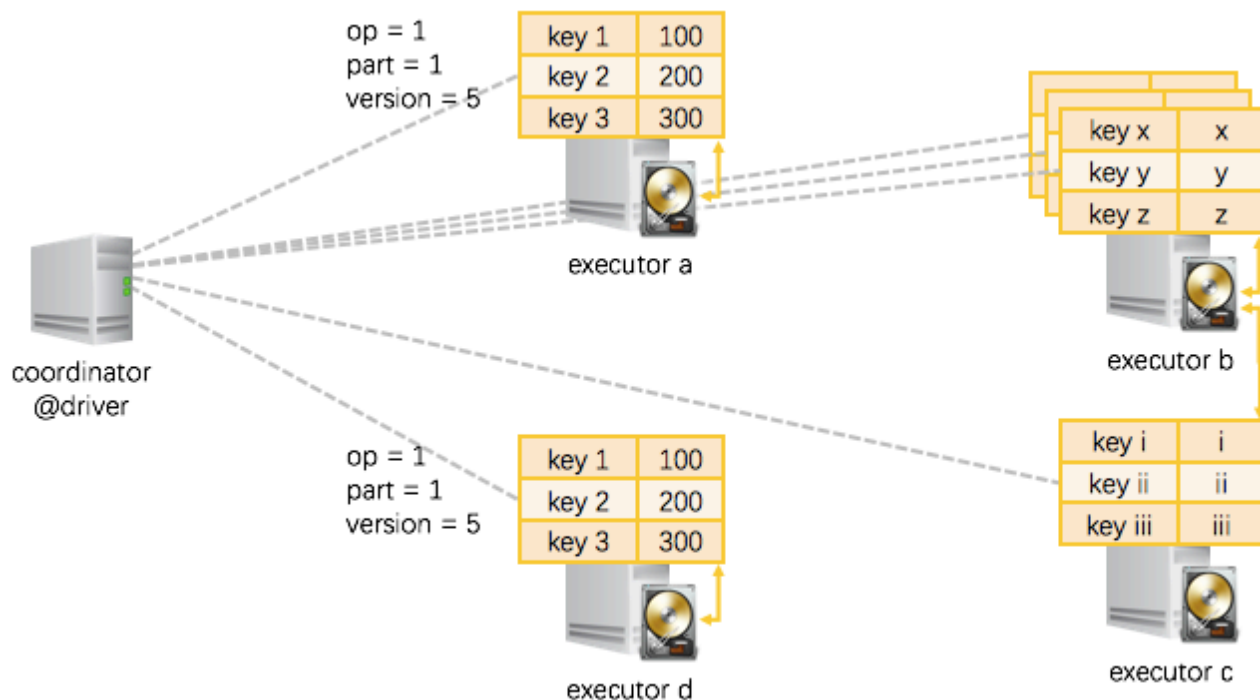 op = 1
part = 1
version = 5
key 1 100
key 2 200
key 3 300
executor a
key x x
key y y
key z z
executor b
coordinator
@driver
op = 1
part = 1
version = 5
key 1 100
key 2 200
key 3 300
executor d
key i i
key ii ii
key iii iii
executor c